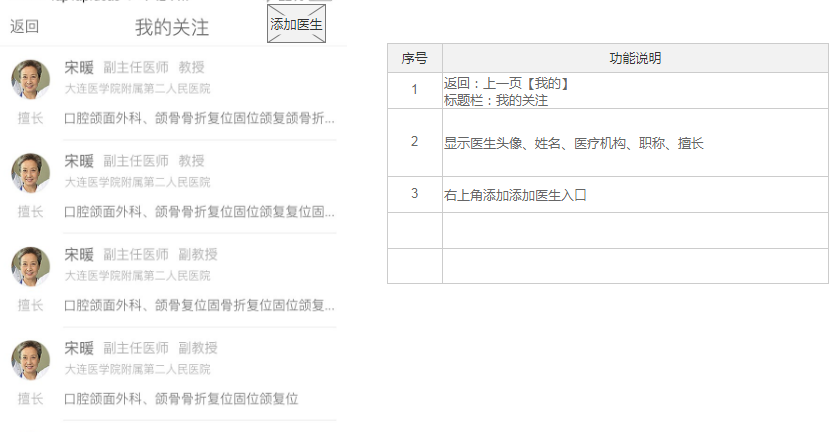 返回
我的关注
添加医生
宋暖 副主任医师 教授
大连医学院附属第二人民医院
擅长 口腔颌面外科、颌骨骨折复位固位颌复颌骨折...
宋暖 副主任医师 教授
大连医学院附属第二人民医院
擅长 口腔颌面外科、颌骨骨折复位固位颌复复位固...
宋暖 副主任医师 副教授
大连医学院附属第二人民医院
擅长 口腔颌面外科、颌骨复位固骨折复位固位颌复...
宋暖 副主任医师 副教授
大连医学院附属第二人民医院
擅长 口腔颌面外科、颌骨骨折复位固位颌复位
序号 功能说明
1 返回：上一页【我的】
标题栏：我的关注
2 显示医生头像、姓名、医疗机构、职称、擅长
3 右上角添加添加医生入口